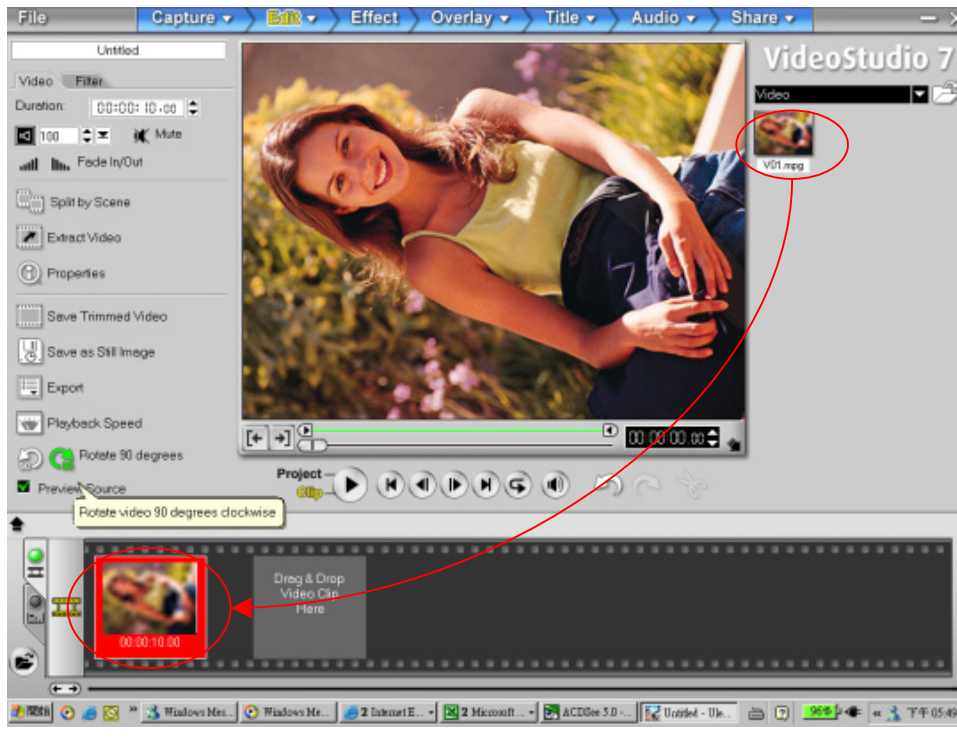 File Capture Edit Effect Overlay Title Audio Share
Untitled
VideoStudio 7
Video Filter
Video
Duration: 00:00:10.00
100 Mute
V01.mpg
Fade In/Out
Split by Scene
Extract Video
Properties
Save Trimmed Video
Save as Still Image
Export
Playback Speed
00:00:00.00
Rotate 90 degrees
Project
Clip
Preview Source
Rotate video 90 degrees clockwise
Drag & Drop
Video Clip
Here
00:00:10.00
開始 Windows Mes... Windows Me... 2 Internet E... 2 Microsoft ... ACDSee 5.0 -... Untitled - Ule... 96% 下午 05:49